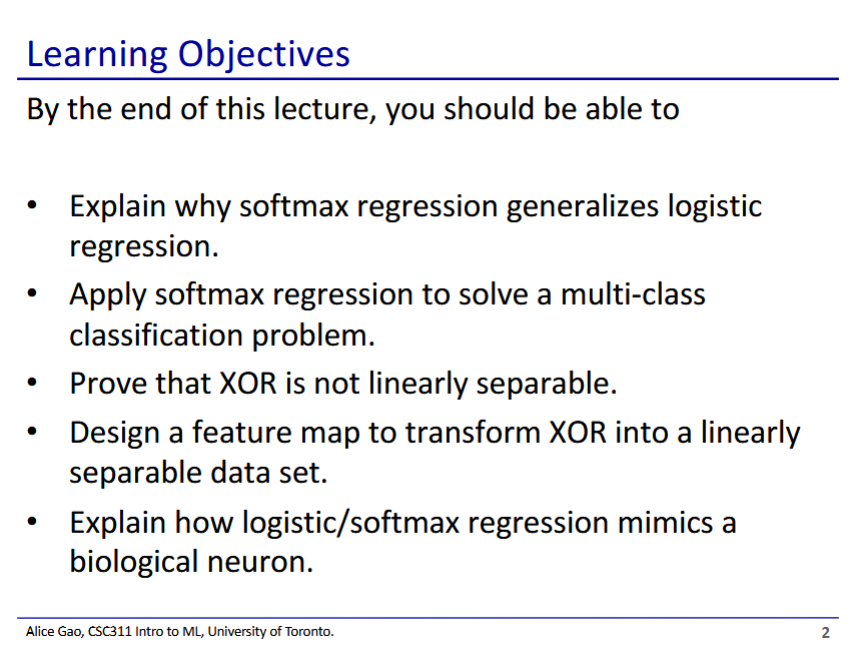 Learning Objectives
By the end of this lecture, you should be able to
• Explain why softmax regression generalizes logistic
regression.
• Apply softmax regression to solve a multi-class
classification problem.
• Prove that XOR is not linearly separable.
• Design a feature map to transform XOR into a linearly
separable data set.
• Explain how logistic/softmax regression mimics a
biological neuron.
Alice Gao, CSC311 Intro to ML, University of Toronto. 2